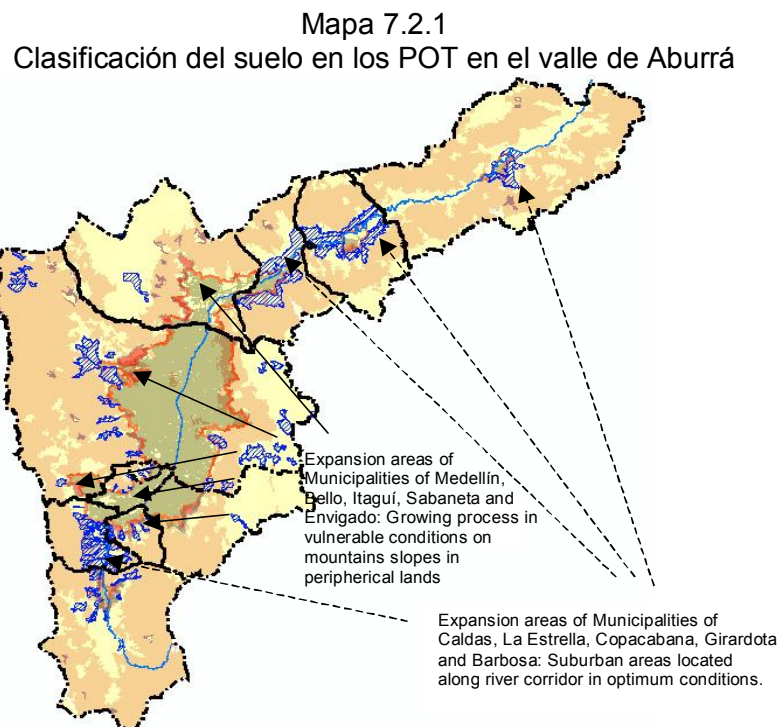 Mapa 7.2.1
Clasificación del suelo en los POT en el valle de Aburrá
Expansion areas of
Municipalities of Medellín,
Bello, Itaguí, Sabaneta and
Envigado: Growing process in
vulnerable conditions on
mountains slopes in
peripherical lands
Expansion areas of Municipalities of
Caldas, La Estrella, Copacabana, Girardota
and Barbosa: Suburban areas located
along river corridor in optimum conditions.